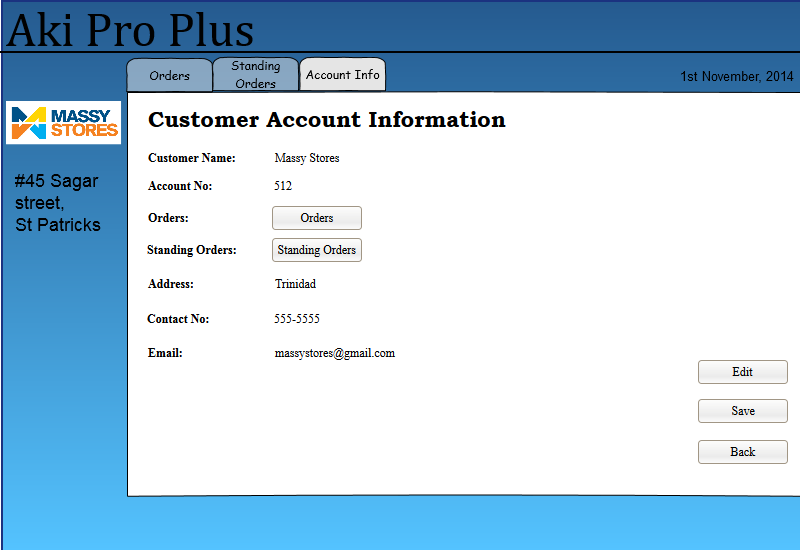 Aki Pro Plus
Orders
Standing
Orders
Account Info
1st November, 2014
MASSY
STORES
#45 Sagar
street,
St Patricks
Customer Account Information
Customer Name: Massy Stores
Account No: 512
Orders: Orders
Standing Orders: Standing Orders
Address: Trinidad
Contact No: 555-5555
Email: massystores@gmail.com
Edit
Save
Back